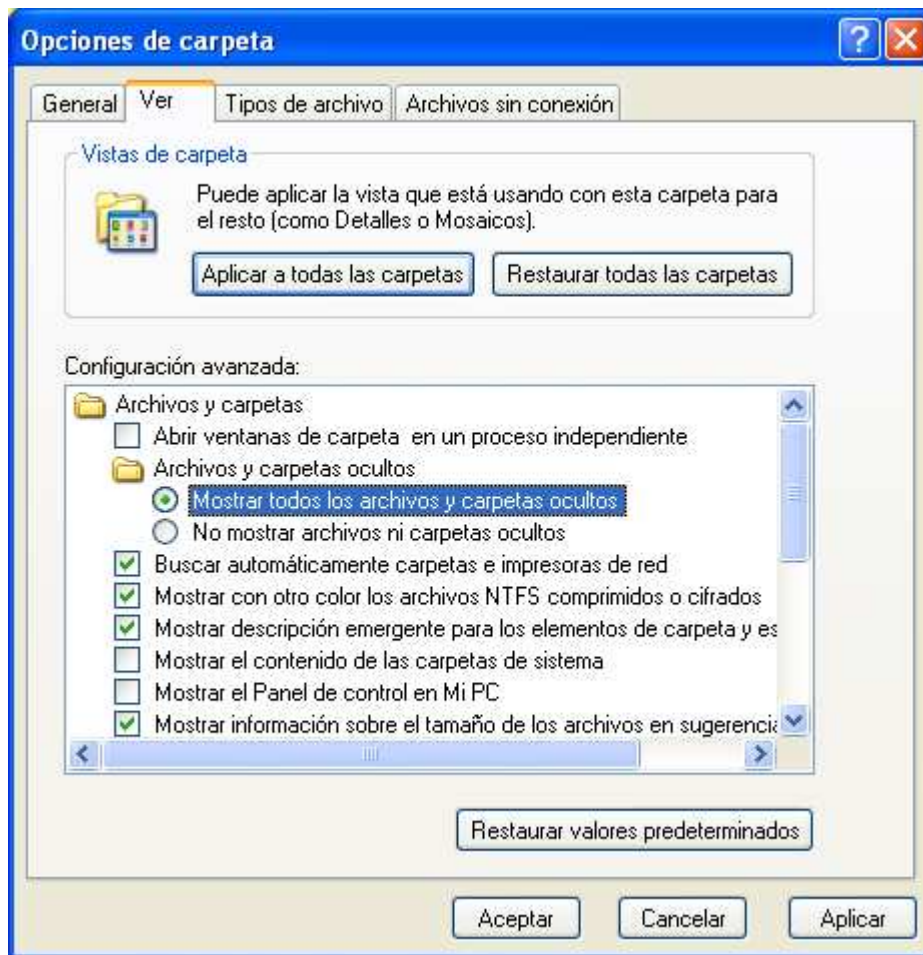 Opciones de carpeta
General Ver Tipos de archivo Archivos sin conexión
Vistas de carpeta
Puede aplicar la vista que está usando con esta carpeta para
el resto (como Detalles o Mosaicos).
Aplicar a todas las carpetas Restaurar todas las carpetas
Configuración avanzada:
Archivos y carpetas
Abrir ventanas de carpeta en un proceso independiente
Archivos y carpetas ocultos
Mostrar todos los archivos y carpetas ocultos
No mostrar archivos ni carpetas ocultos
Buscar automáticamente carpetas e impresoras de red
Mostrar con otro color los archivos NTFS comprimidos o cifrados
Mostrar descripción emergente para los elementos de carpeta y es
Mostrar el contenido de las carpetas de sistema
Mostrar el Panel de control en Mi PC
Mostrar información sobre el tamaño de los archivos en sugerencia
Restaurar valores predeterminados
Aceptar Cancelar Aplicar